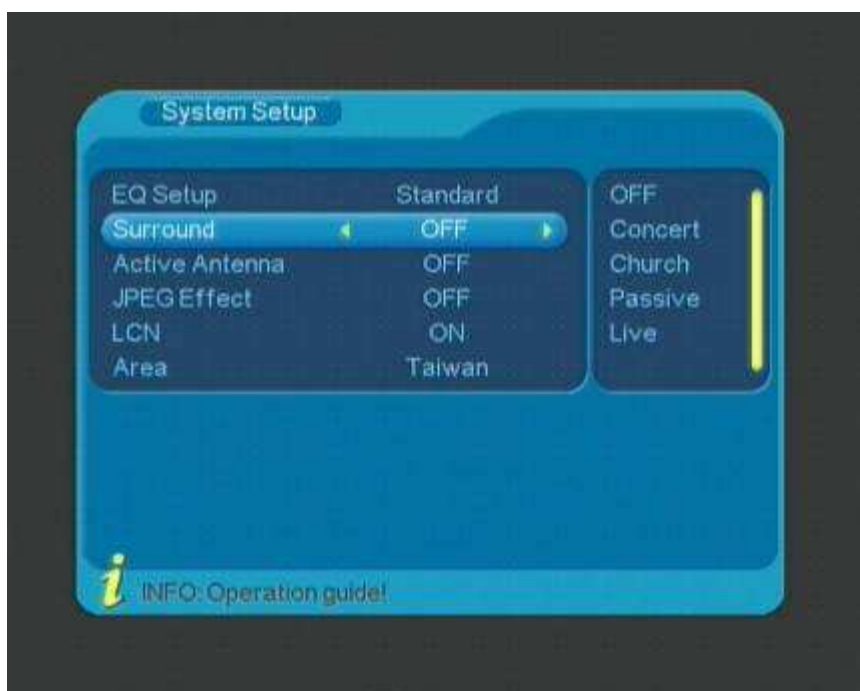 System Setup
EQ Setup Standard
Surround OFF
Active Antenna OFF
JPEG Effect OFF
LCN ON
Area Taiwan
OFF
Concert
Church
Passive
Live
i INFO: Operation guide!